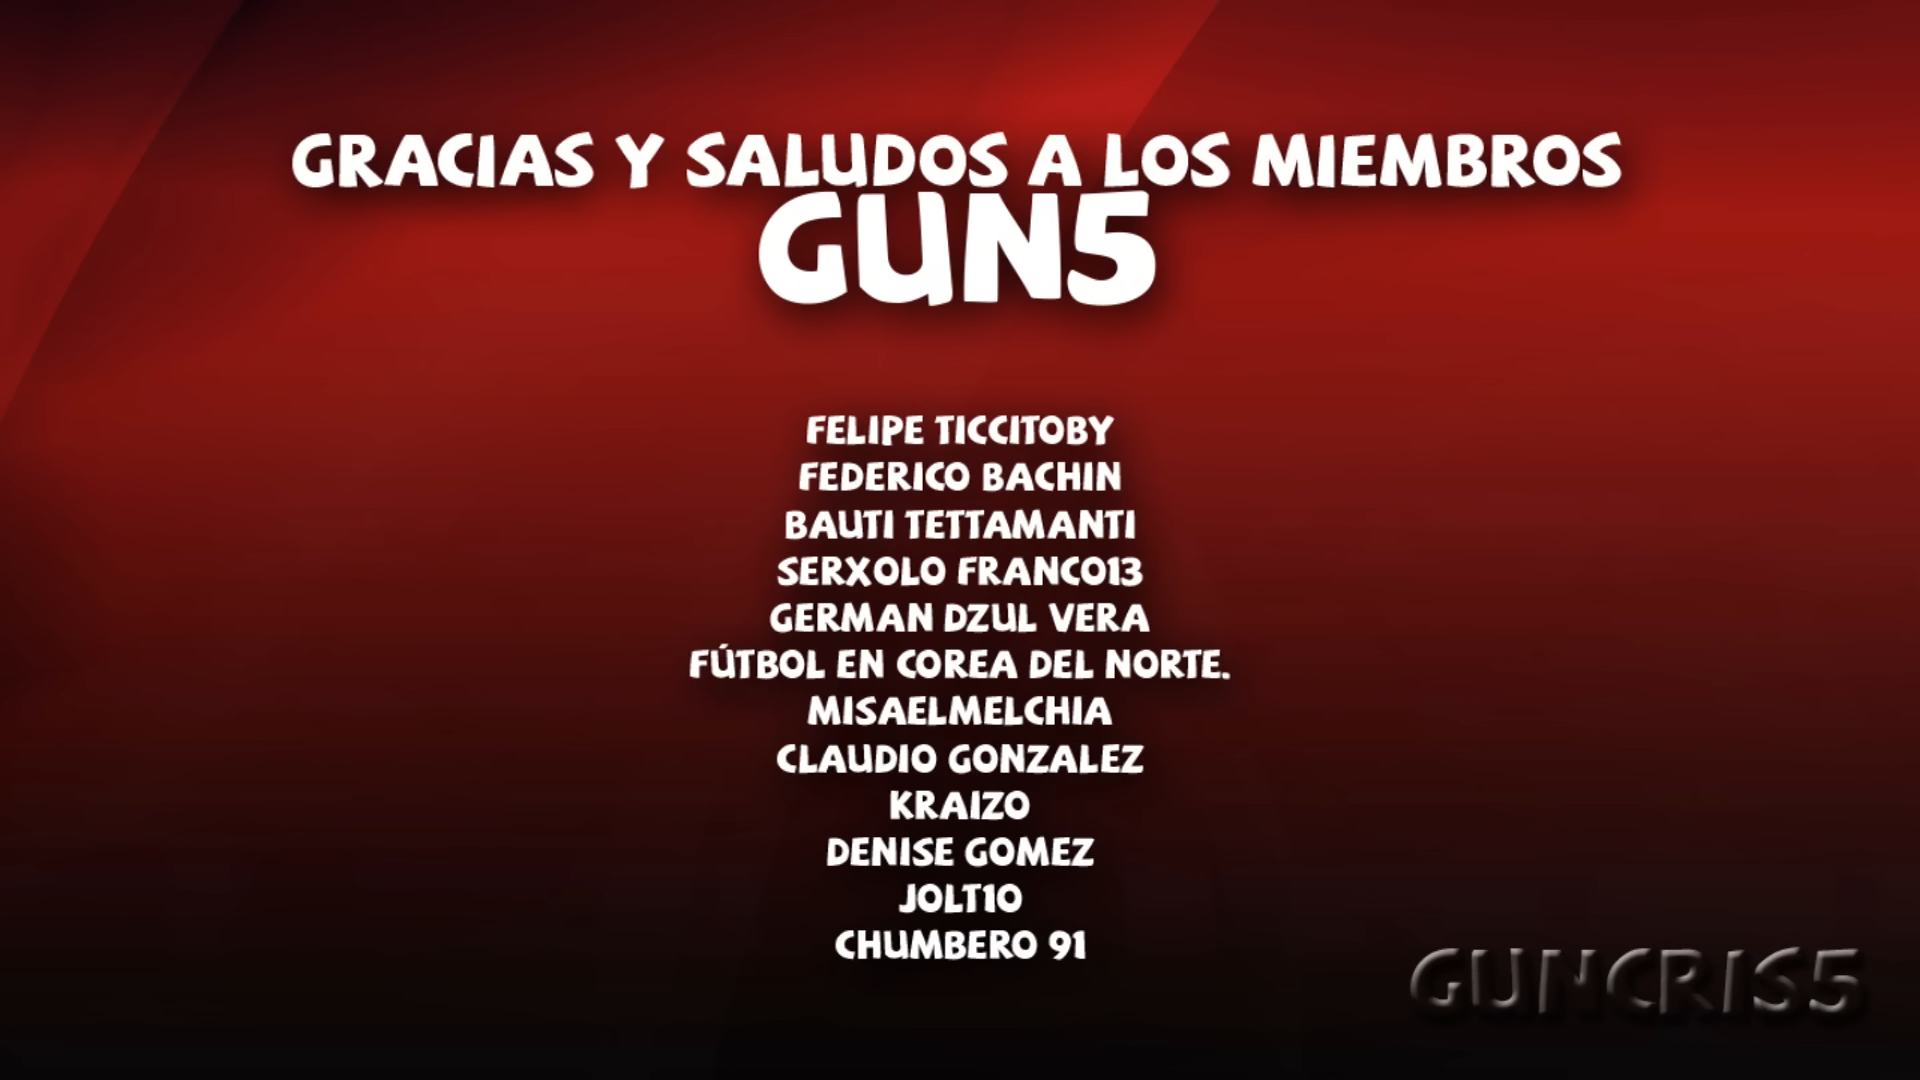 GRACIAS Y SALUDOS A LOS MIEMBROS
GUN5
FELIPE TICCITOBY
FEDERICO BACHIN
BAUTI TETTAMANTI
SERXOLO FRANCO13
GERMAN DZUL VERA
FÚTBOL EN COREA DEL NORTE.
MISAELMELCHIA
CLAUDIO GONZALEZ
KRAIZO
DENISE GOMEZ
JOLT10
CHUMBERO 91
GUNCRIS5